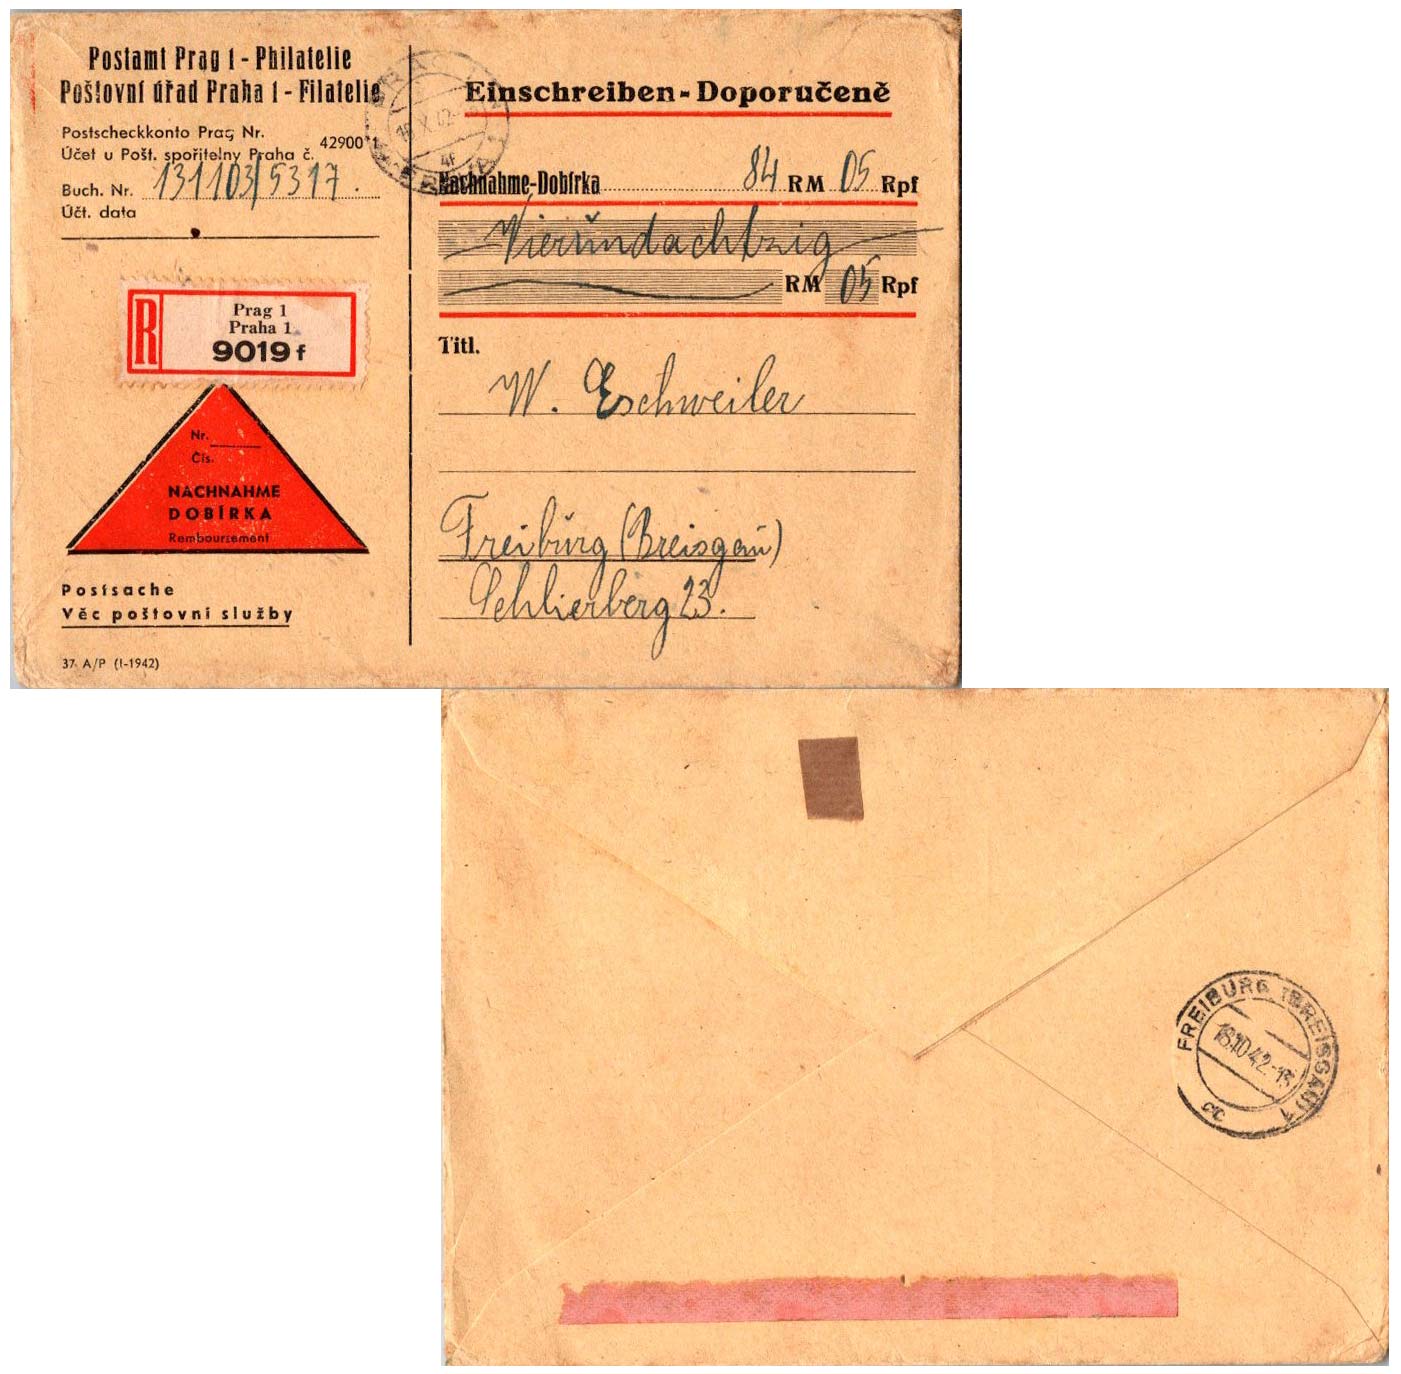 Postamt Prag 1 - Philatelie
Poštovní úřad Praha 1 - Filatelie
Postscheckkonto Prag Nr.
Účet u Pošt. spořitelny Praha č. 42900
Buch. Nr. 131103/5317.
Účt. data
R
Prag 1
Praha 1
9019 f
Nr.
Čís.
NACHNAHME
DOBÍRKA
Remboursement
Postsache
Věc poštovní služby
37 A/P (I-1942)
Einschreiben - Doporučeně
Nachnahme-Dobírka 84 RM 05 Rpf
Vierundachtzig
RM 05 Rpf
Titl.
W. Eschweiler
Freiburg (Breisgau)
Schlierberg 23.
FREIBURG (BREISGAU) 1
16.10.42.-13